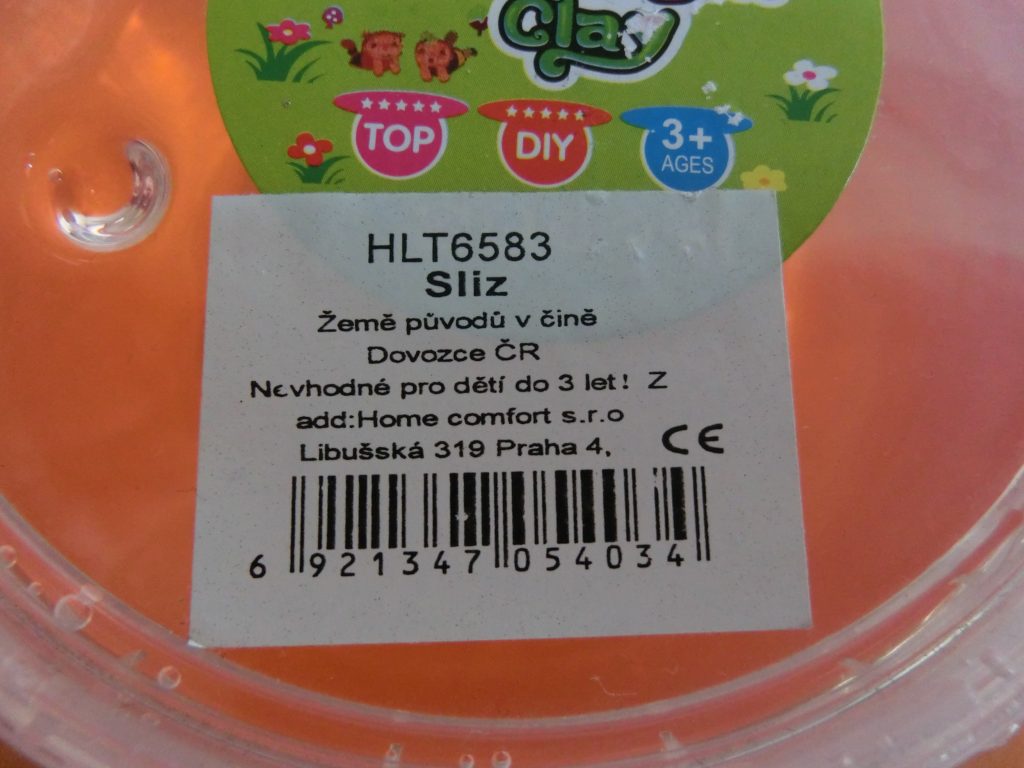 Clay
TOP
DIY
3+
AGES
HLT6583
Sliz
Žemě původů v čině
Dovozce ČR
Nevhodné pro dětí do 3 let! Z
add:Home comfort s.r.o
Libušská 319 Praha 4,
CE
6 921347 054034